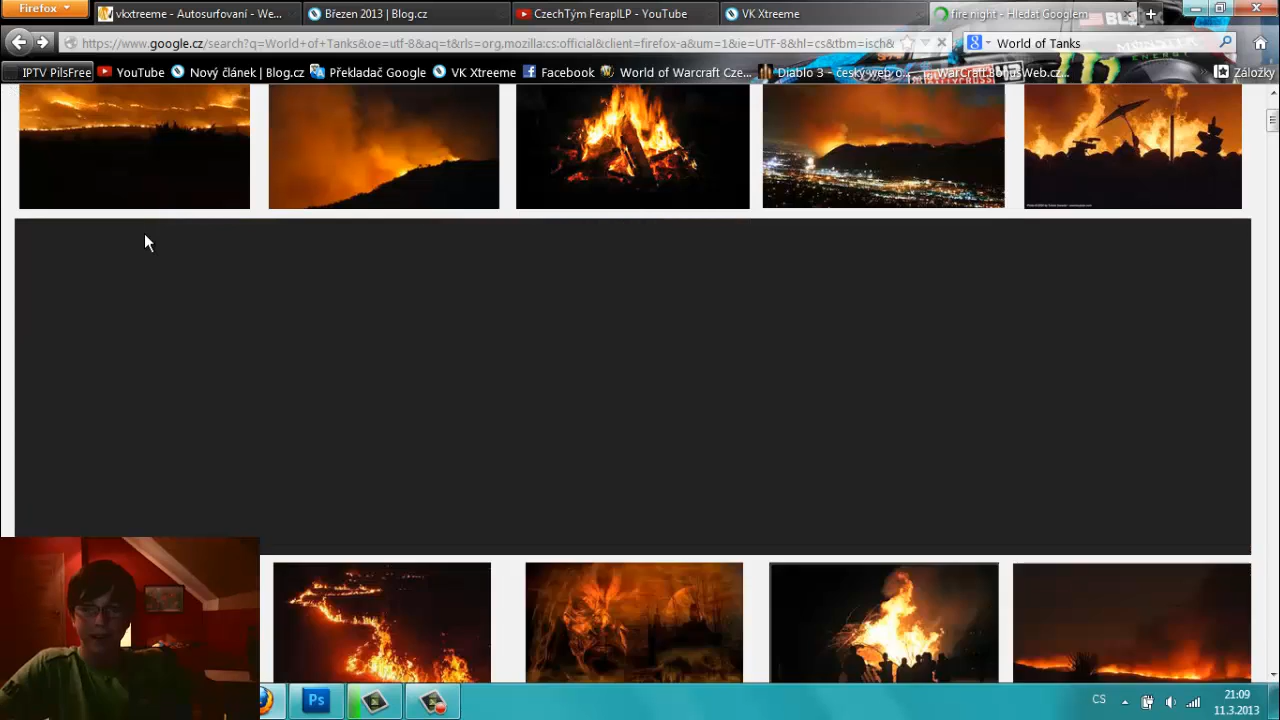 Firefox
vkxtreeme - Autosurfovaní - We...
Březen 2013 | Blog.cz
CzechTým FerapILP - YouTube
VK Xtreeme
fire night - Hledat Googlem
https://www.google.cz/search?q=World+of+Tanks&oe=utf-8&aq=t&rls=org.mozilla:cs:official&client=firefox-a&um=1&ie=UTF-8&hl=cs&tbm=isch&
World of Tanks
IPTV PilsFree
YouTube
Nový článek | Blog.cz
Překladač Google
VK Xtreeme
Facebook
World of Warcraft Cze...
Diablo 3 - český web o...
WarCraft.BonusWeb.cz...
Záložky
Ps
CS
21:09
11.3.2013